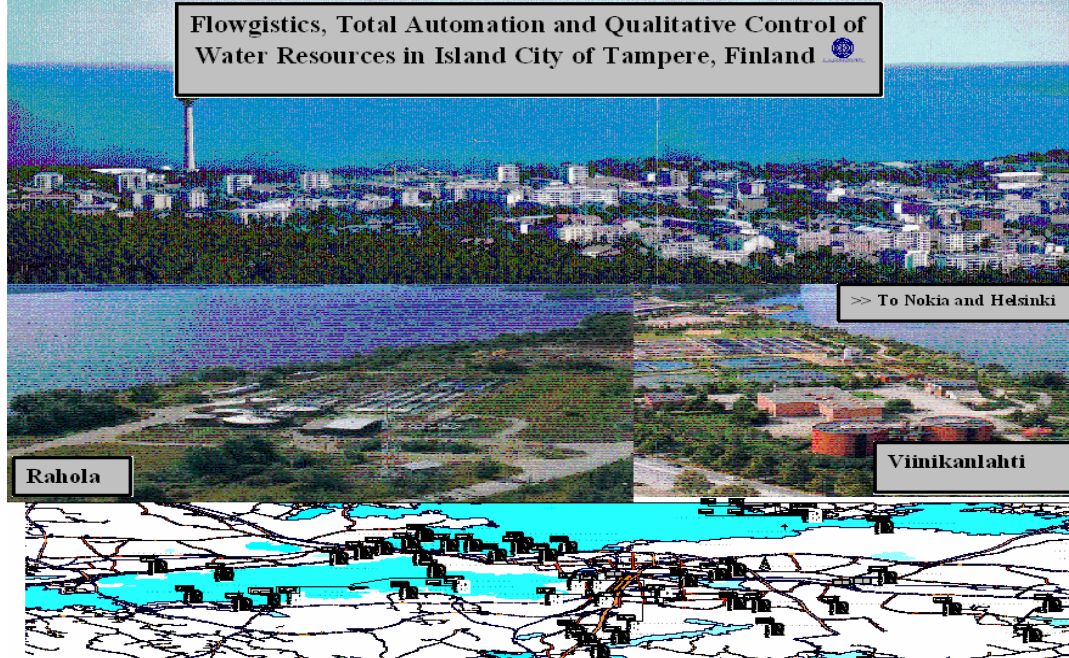 Flowgistics, Total Automation and Qualitative Control of
Water Resources in Island City of Tampere, Finland
>> To Nokia and Helsinki
Rahola
Viinikanlahti